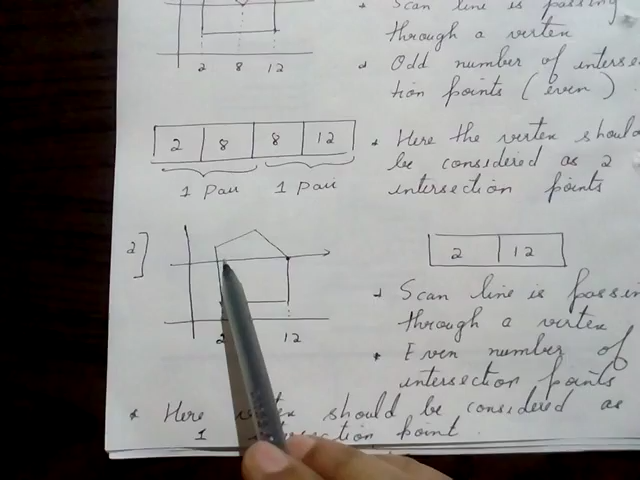 Scan line is passing
through a vertex
2 8 12
Odd number of interse-
tion points (even).
2 8 8 12
1 Pair 1 Pair
Here the vertex should
be considered as 2
intersection points
2]
2 12
2 12
Scan line is passin
through a vertex
Even number of
intersection points
Here vertex should be considered as
1 intersection point.